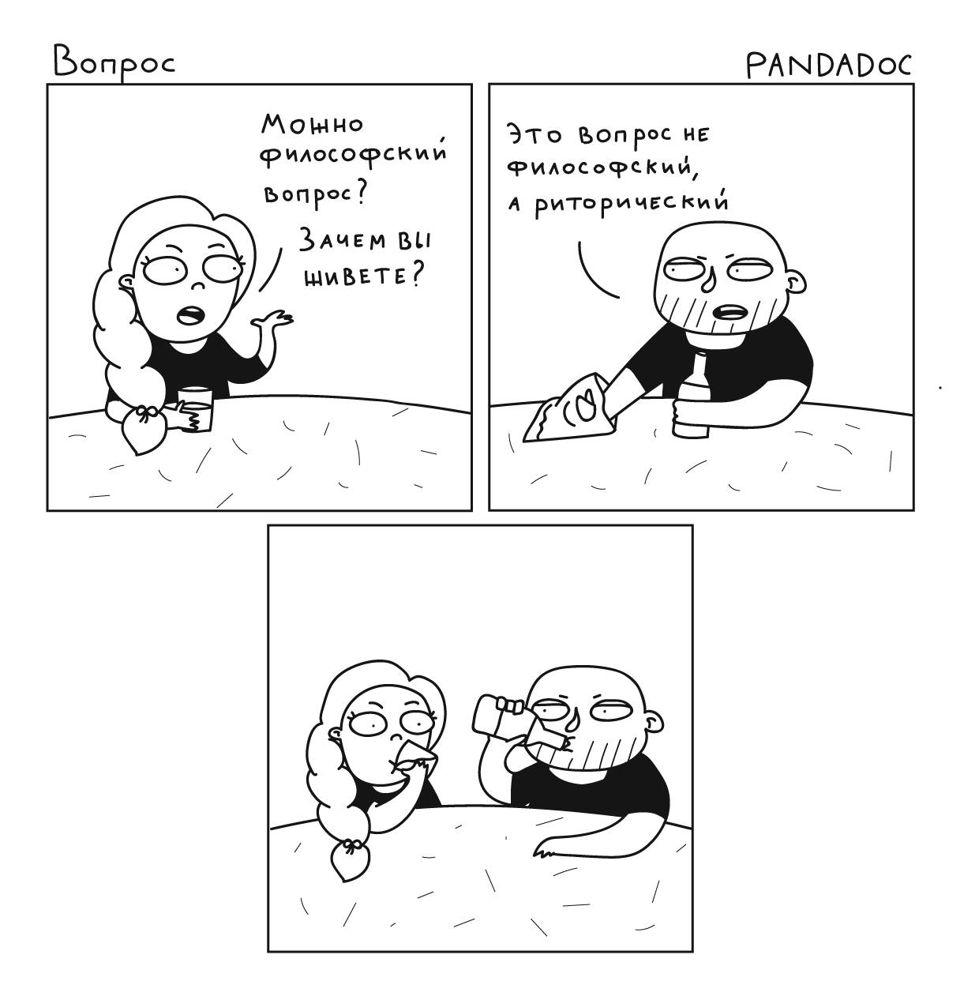 Вопрос
PANDADOC
Можно
философский
вопрос?
Зачем вы
живете?
Это вопрос не
философский,
а риторический